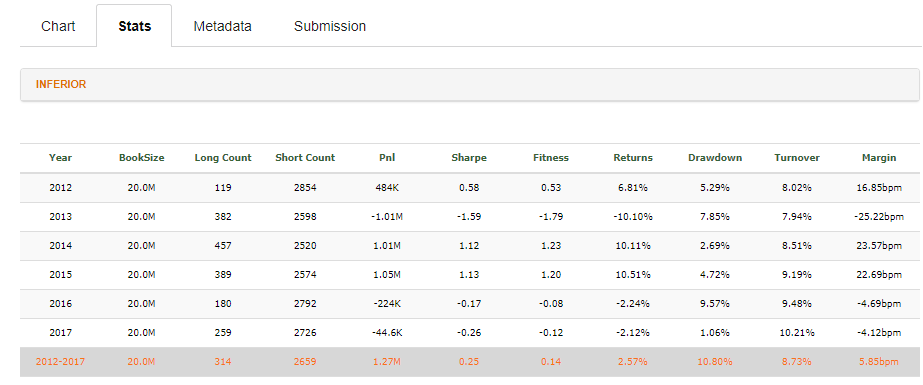 Chart Stats Metadata Submission
INFERIOR
Year BookSize Long Count Short Count Pnl Sharpe Fitness Returns Drawdown Turnover Margin
2012 20.0M 119 2854 484K 0.58 0.53 6.81% 5.29% 8.02% 16.85bpm
2013 20.0M 382 2598 -1.01M -1.59 -1.79 -10.10% 7.85% 7.94% -25.22bpm
2014 20.0M 457 2520 1.01M 1.12 1.23 10.11% 2.69% 8.51% 23.57bpm
2015 20.0M 389 2574 1.05M 1.13 1.20 10.51% 4.72% 9.19% 22.69bpm
2016 20.0M 180 2792 -224K -0.17 -0.08 -2.24% 9.57% 9.48% -4.69bpm
2017 20.0M 259 2726 -44.6K -0.26 -0.12 -2.12% 1.06% 10.21% -4.12bpm
2012-2017 20.0M 314 2659 1.27M 0.25 0.14 2.57% 10.80% 8.73% 5.85bpm